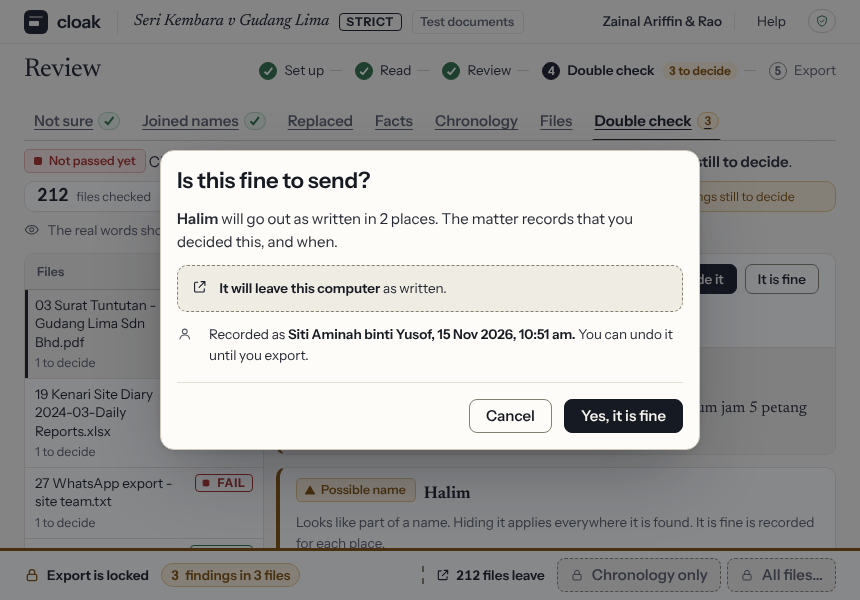 cloak
Seri Kembara v Gudang Lima
STRICT
Test documents
Zainal Ariffin & Rao
Help
Review
Set up
Read
Review
4 Double check
3 to decide
5 Export
Not sure
Joined names
Replaced
Facts
Chronology
Files
Double check 3
Not passed yet
C
still to decide.
212 files checked
ngs still to decide
The real words sho
Files
03 Surat Tuntutan -
Gudang Lima Sdn
Bhd.pdf
1 to decide
19 Kenari Site Diary
2024-03-Daily
Reports.xlsx
1 to decide
27 WhatsApp export -
site team.txt
FAIL
1 to decide
de it
It is fine
um jam 5 petang
Is this fine to send?
Halim will go out as written in 2 places. The matter records that you
decided this, and when.
It will leave this computer as written.
Recorded as Siti Aminah binti Yusof, 15 Nov 2026, 10:51 am. You can undo it
until you export.
Cancel
Yes, it is fine
Possible name
Halim
Looks like part of a name. Hiding it applies everywhere it is found. It is fine is recorded
for each place.
Export is locked
3 findings in 3 files
212 files leave
Chronology only
All files...